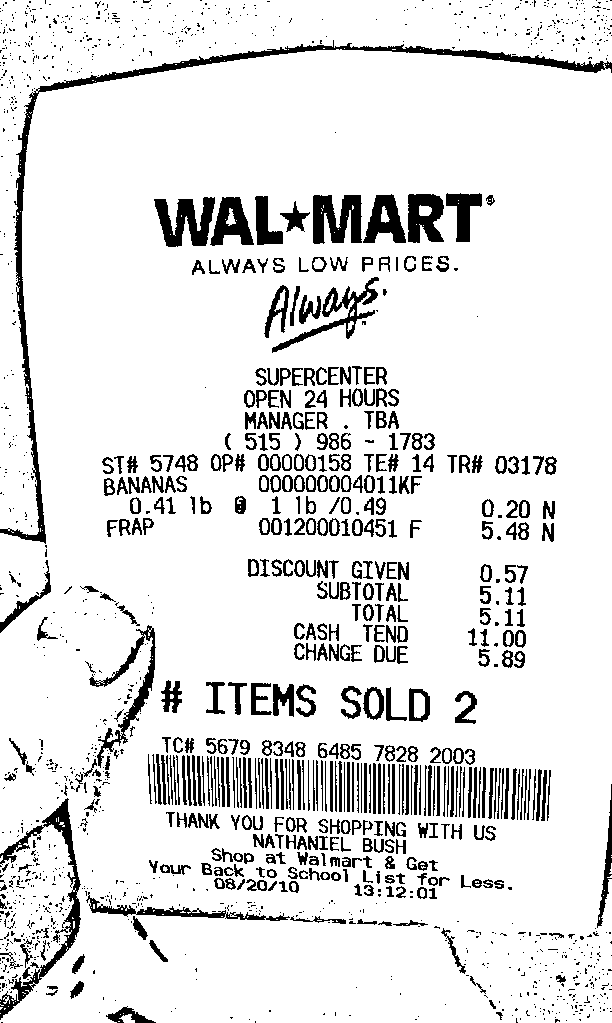 WAL★MART®
ALWAYS LOW PRICES.
Always.
SUPERCENTER
OPEN 24 HOURS
MANAGER . TBA
( 515 ) 986 - 1783
ST# 5748 OP# 00000158 TE# 14 TR# 03178
BANANAS 000000004011KF
0.41 lb @ 1 lb /0.49 0.20 N
FRAP 001200010451 F 5.48 N
DISCOUNT GIVEN 0.57
SUBTOTAL 5.11
TOTAL 5.11
CASH TEND 11.00
CHANGE DUE 5.89
# ITEMS SOLD 2
TC# 5679 8348 6485 7828 2003
THANK YOU FOR SHOPPING WITH US
NATHANIEL BUSH
Shop at Walmart & Get
Your Back to School List for Less.
08/20/10 13:12:01